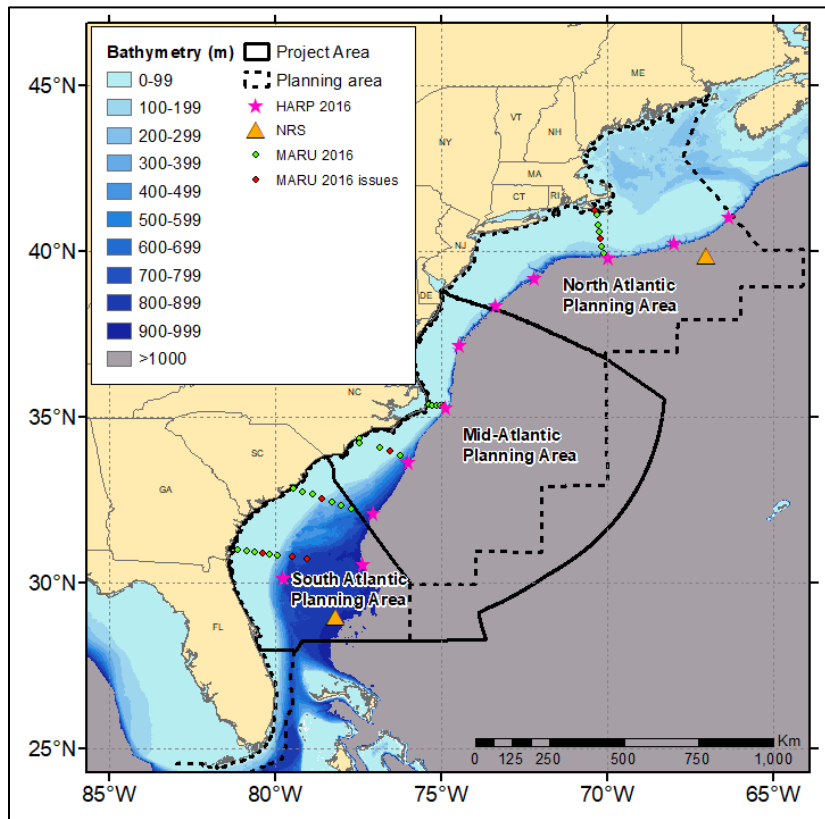 Bathymetry (m)
0-99
100-199
200-299
300-399
400-499
500-599
600-699
700-799
800-899
900-999
>1000
Project Area
Planning area
HARP 2016
NRS
MARU 2016
MARU 2016 issues
45°N
40°N
35°N
30°N
25°N
85°W
80°W
75°W
70°W
65°W
ME
VT
NH
NY
MA
CT
RI
NJ
DE
NC
SC
GA
FL
North Atlantic
Planning Area
Mid-Atlantic
Planning Area
South Atlantic
Planning Area
Km
0 125 250 500 750 1,000